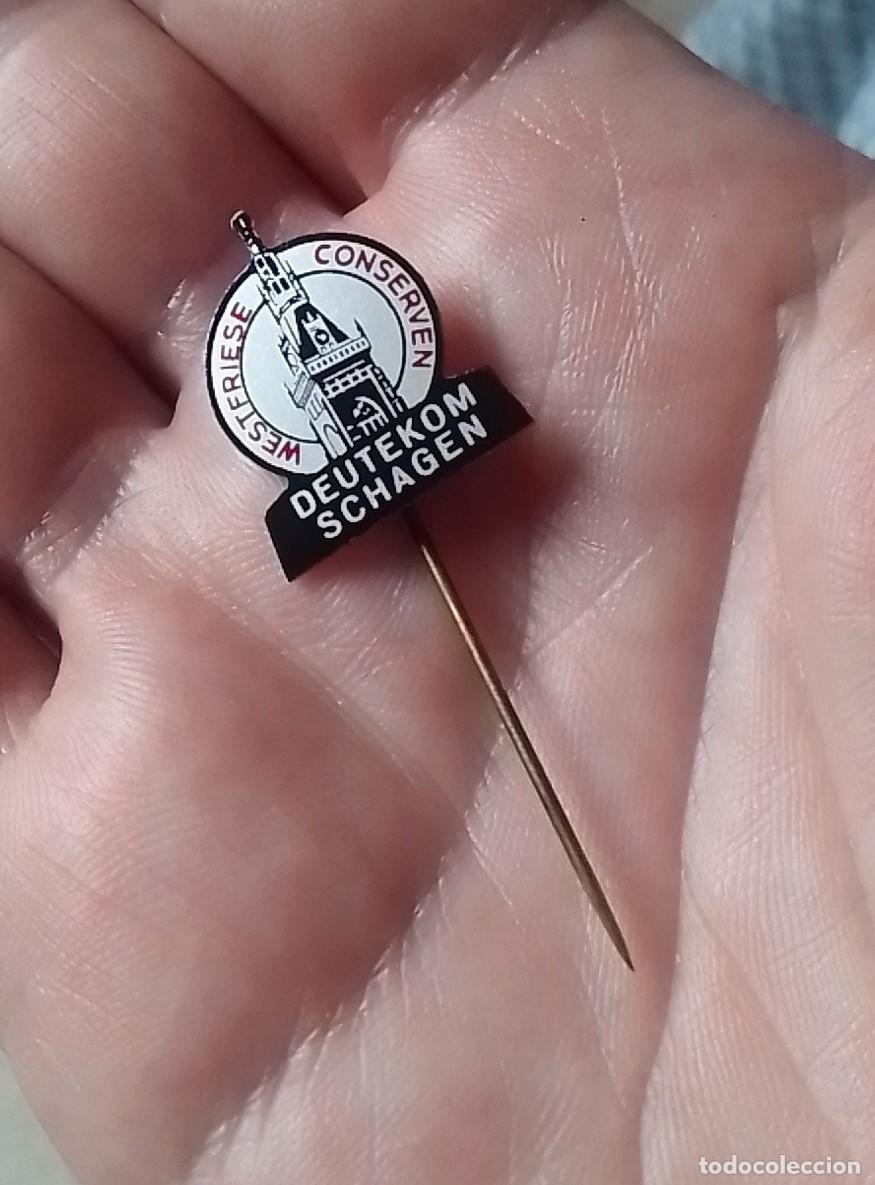 WESTFRIESE CONSERVEN
DEUTEKOM
SCHAGEN
todocoleccion